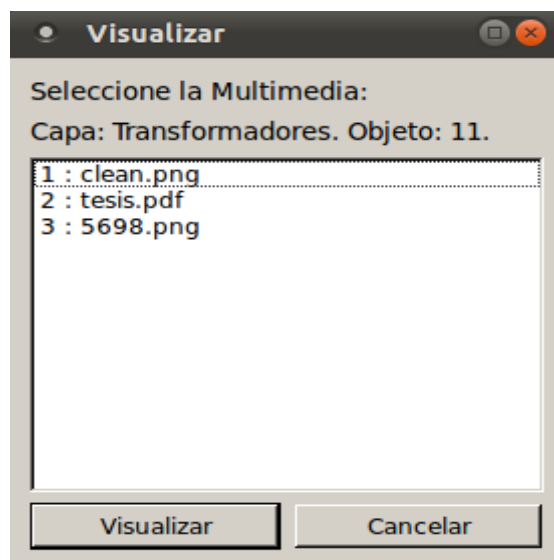 Visualizar
Seleccione la Multimedia:
Capa: Transformadores. Objeto: 11.
1 : clean.png
2 : tesis.pdf
3 : 5698.png
Visualizar Cancelar